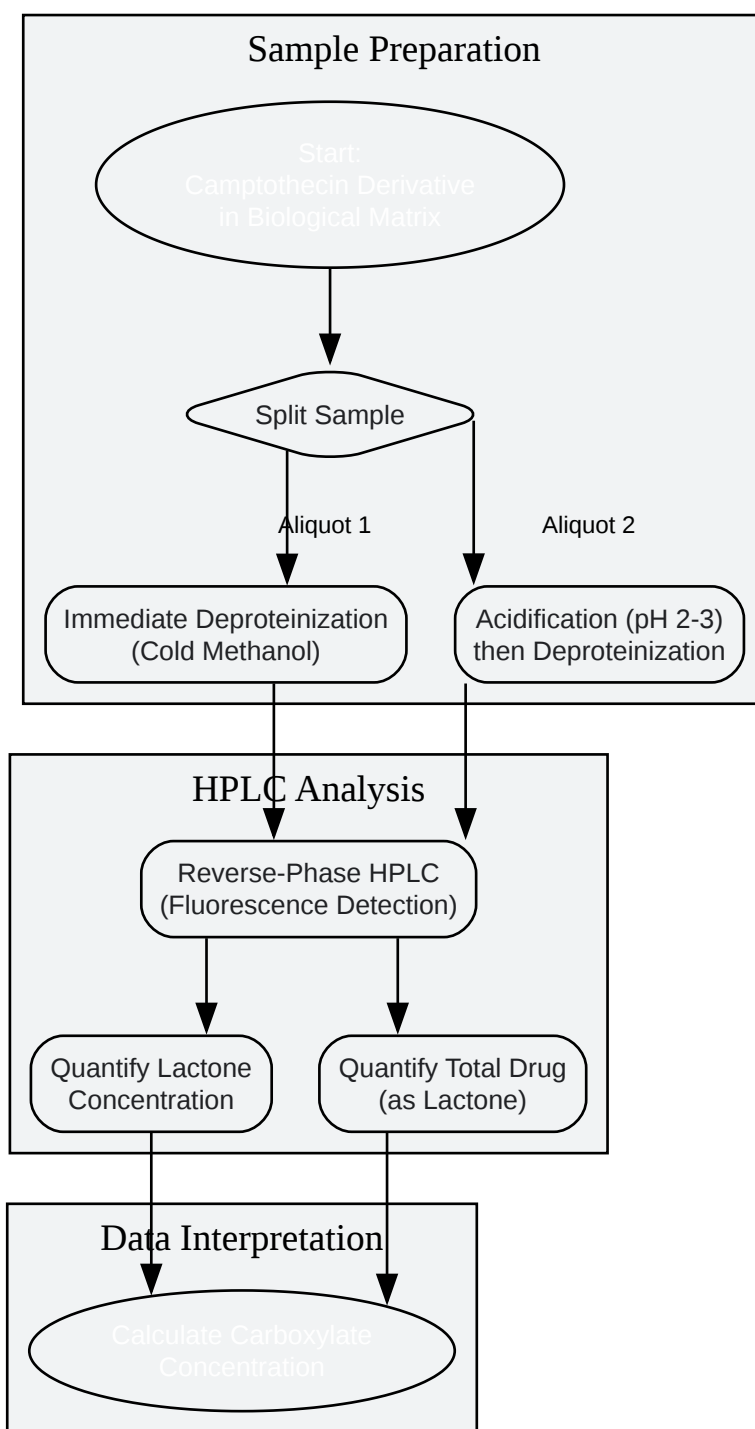 Sample Preparation
Start:
Camptothecin Derivative
in Biological Matrix
Split Sample
Aliquot 1
Aliquot 2
Immediate Deproteinization
(Cold Methanol)
Acidification (pH 2-3)
then Deproteinization
HPLC Analysis
Reverse-Phase HPLC
(Fluorescence Detection)
Quantify Lactone
Concentration
Quantify Total Drug
(as Lactone)
Data Interpretation
Calculate Carboxylate
Concentration